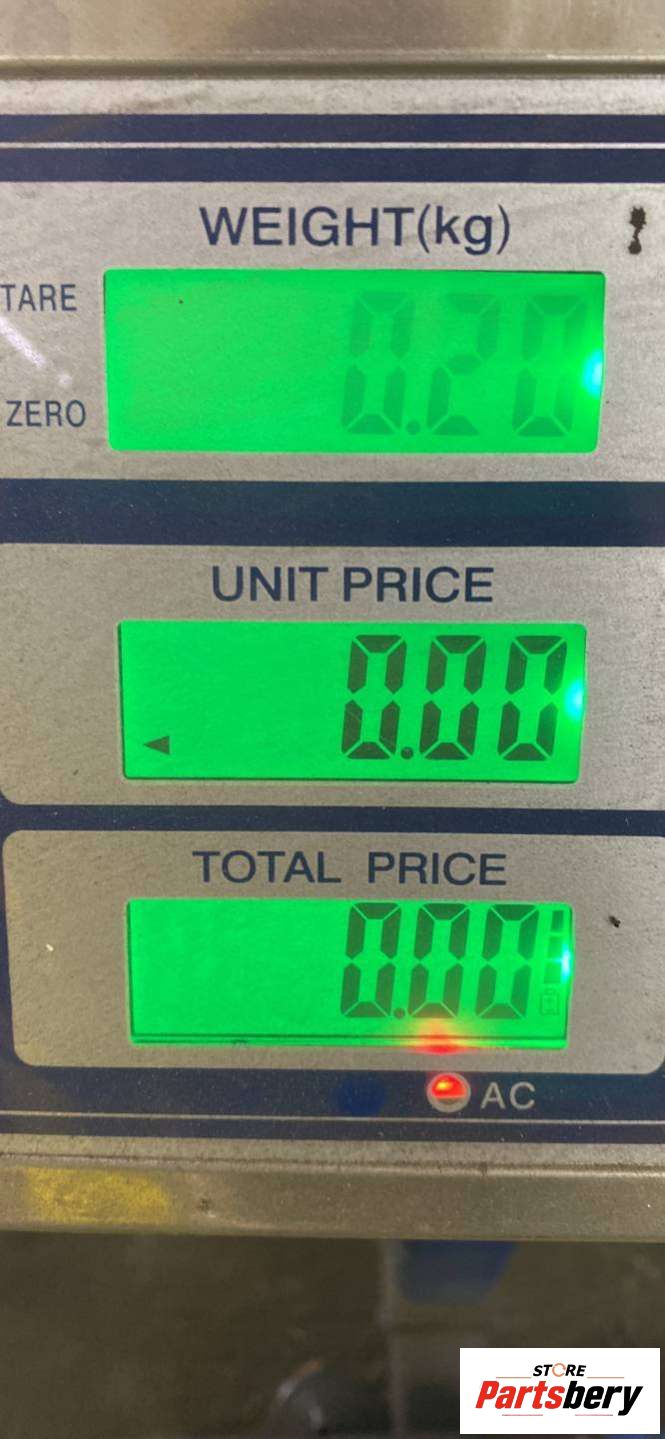 WEIGHT(kg)
TARE
0.20
ZERO
UNIT PRICE
0.00
TOTAL PRICE
0.00
AC
STORE
Partsbery